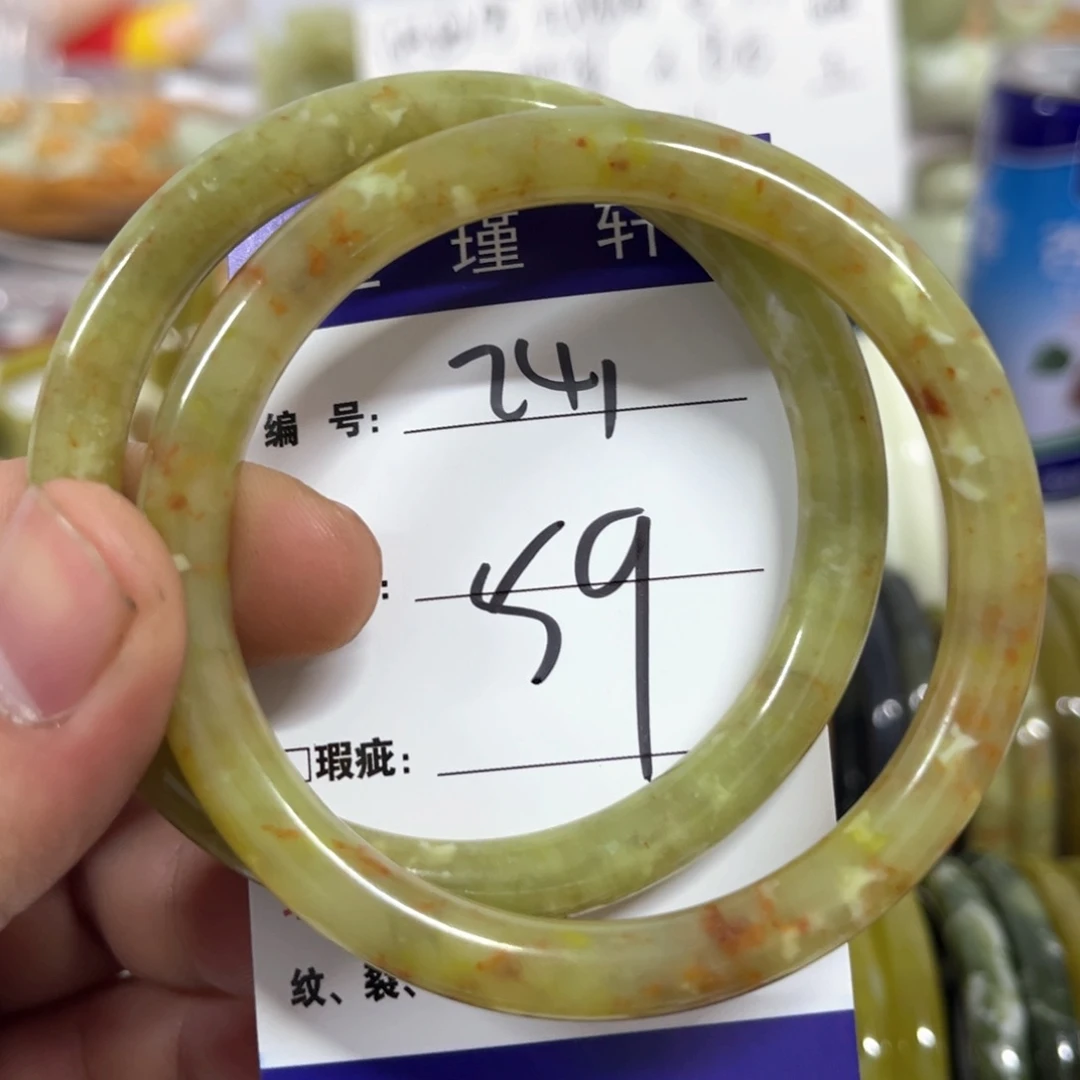 瑾轩
编 号: 241
: 59
瑕疵:
纹、裂、